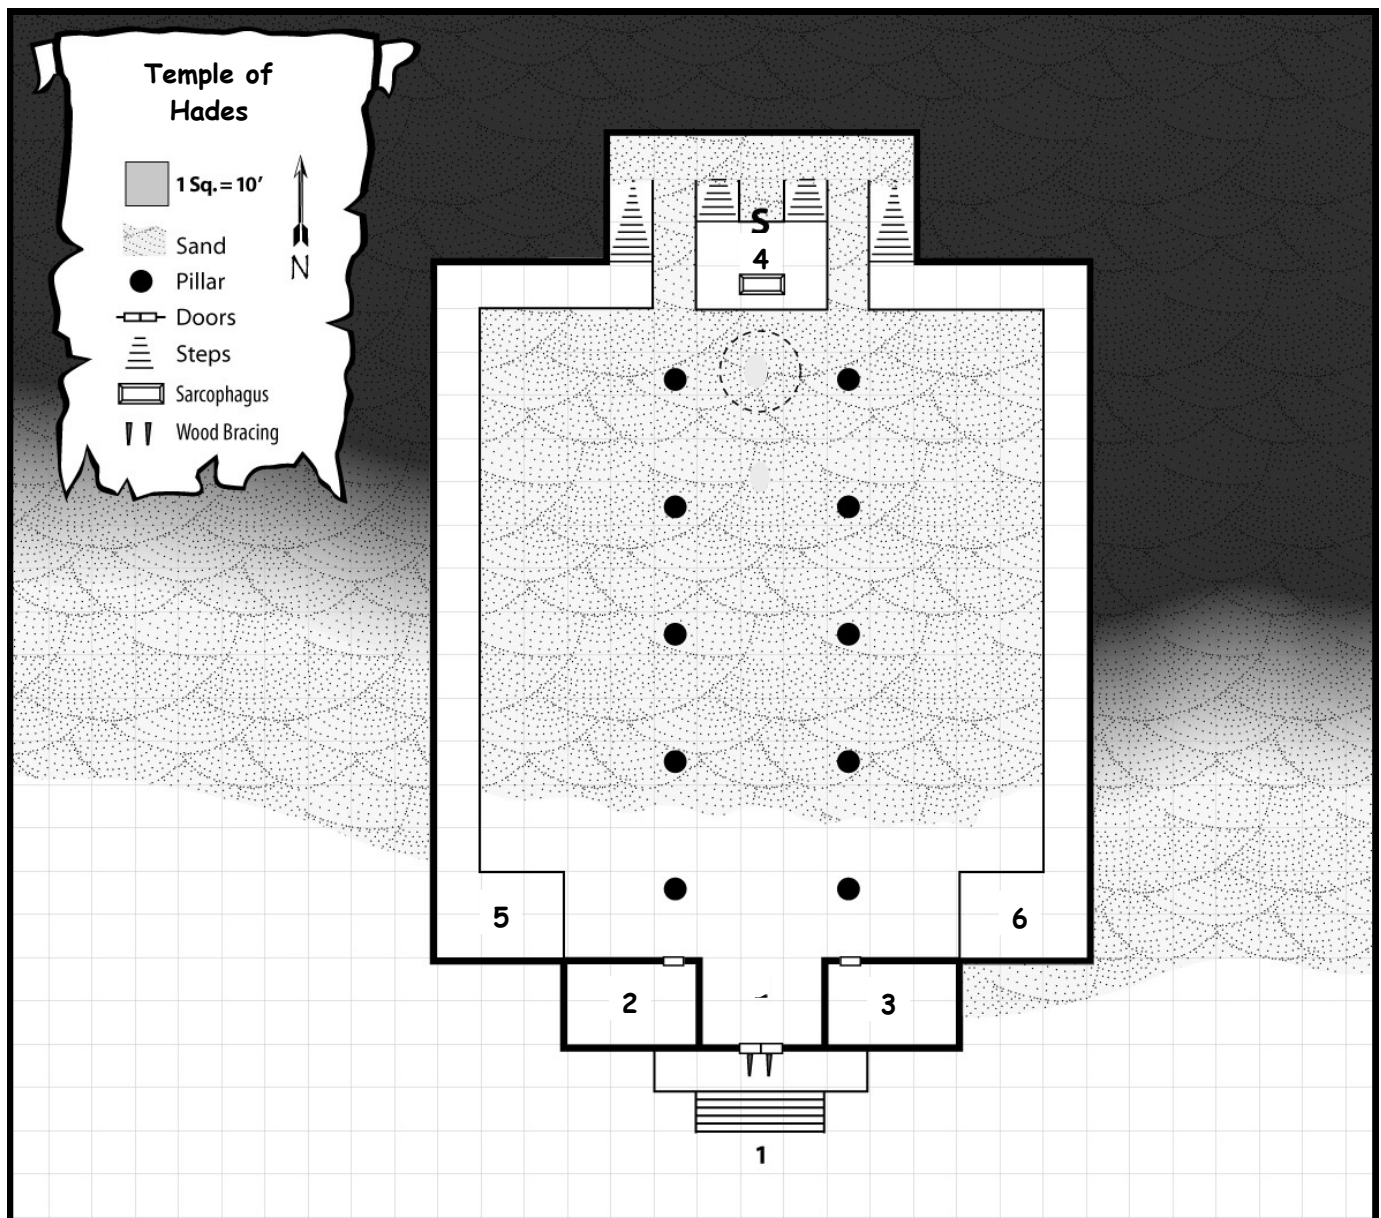 Temple of
Hades
1 Sq. = 10'
Sand
N
Pillar
Doors
Steps
Sarcophagus
Wood Bracing
S
4
5
6
2
3
1